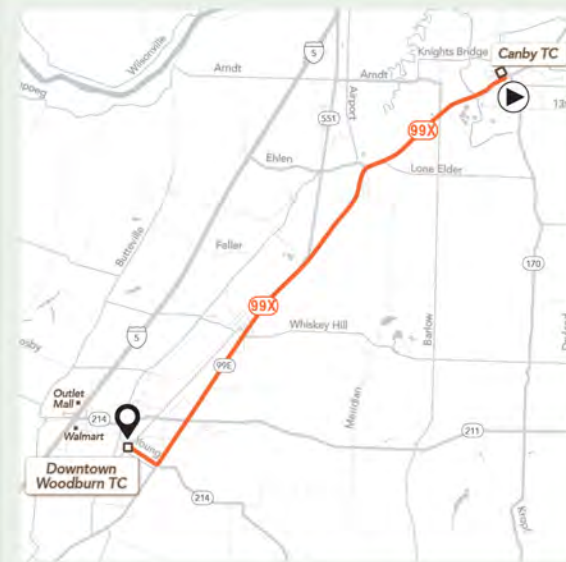 Wilsonville
5
Knights Bridge
Canby TC
Arndt
Arndt
Airport
551
99X
Ehlen
Lone Elder
Butteville
Feller
170
99X
Whiskey Hill
Barlow
5
99E
Meridian
Outlet
Mall
214
Walmart
Young
211
Downtown
Woodburn TC
214